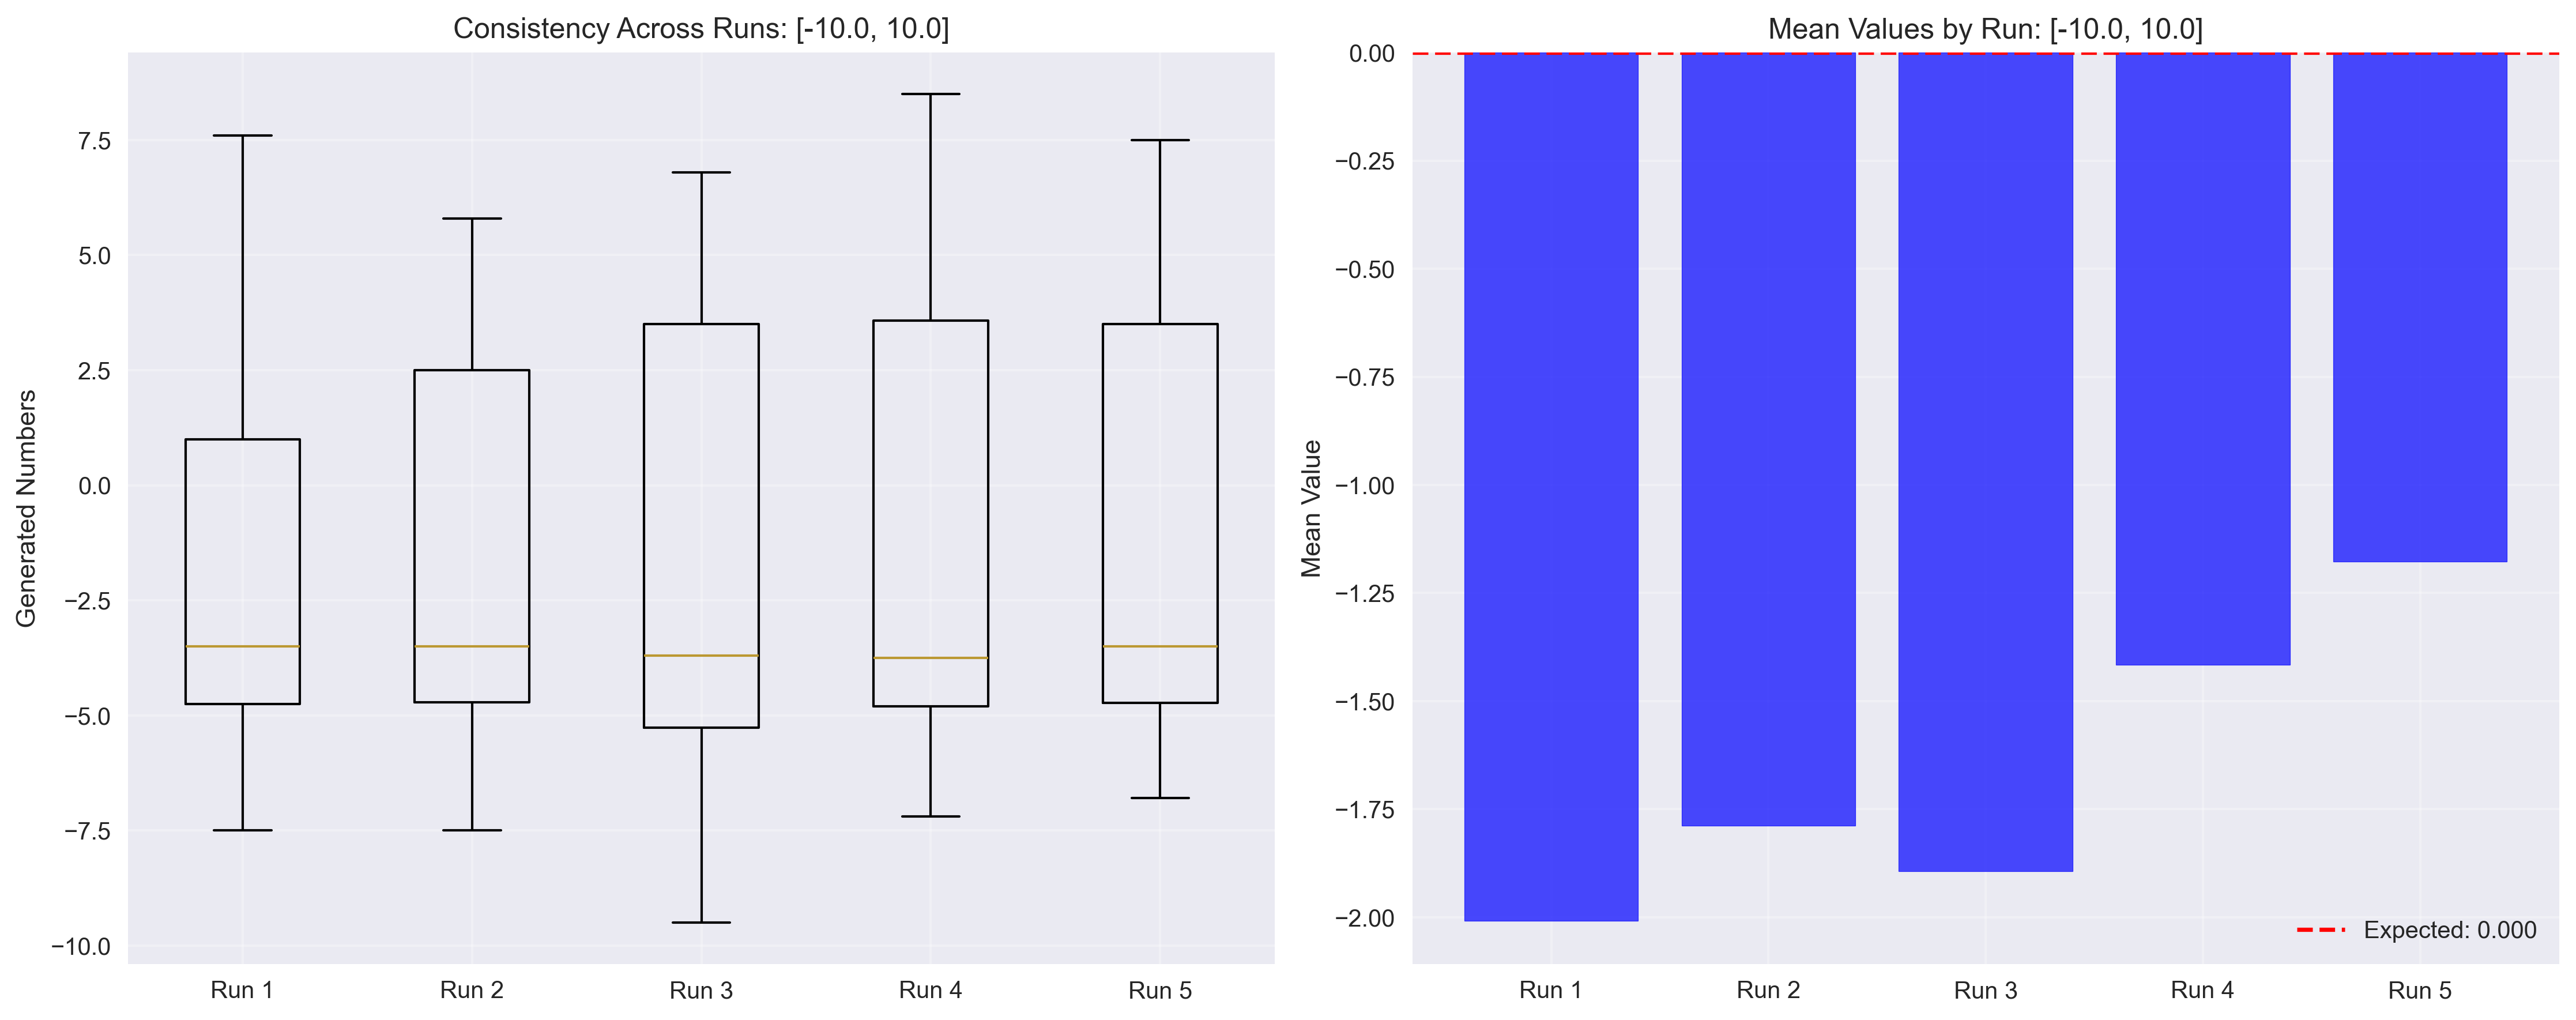 Consistency Across Runs: [-10.0, 10.0]
Generated Numbers
7.5
5.0
2.5
0.0
−2.5
−5.0
−7.5
−10.0
Run 1
Run 2
Run 3
Run 4
Run 5
Mean Values by Run: [-10.0, 10.0]
Mean Value
0.00
−0.25
−0.50
−0.75
−1.00
−1.25
−1.50
−1.75
−2.00
Expected: 0.000
Run 1
Run 2
Run 3
Run 4
Run 5